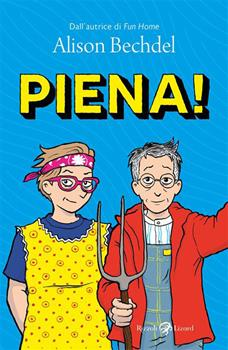 Dall'autrice di Fun Home
Alison Bechdel
PIENA!
Rizzoli Lizard